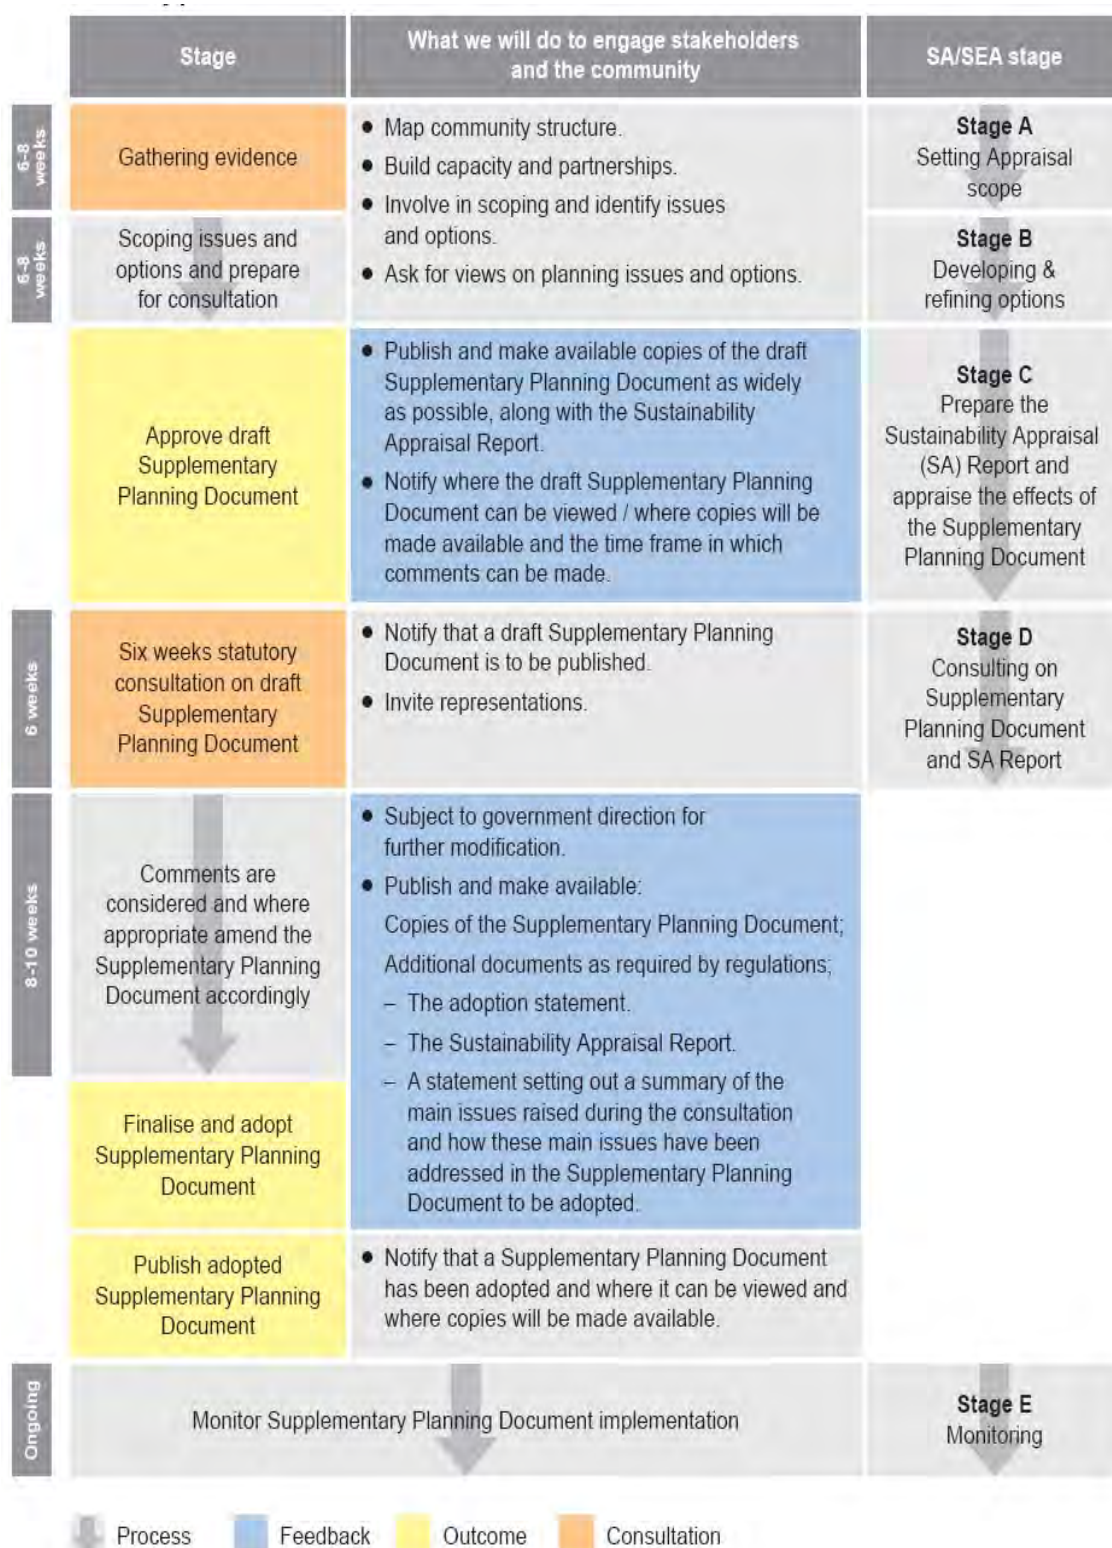 Stage
What we will do to engage stakeholders
and the community
SA/SEA stage
6-8
weeks
Gathering evidence
● Map community structure.
● Build capacity and partnerships.
● Involve in scoping and identify issues
and options.
● Ask for views on planning issues and options.
Stage A
Setting Appraisal
scope
6-8
weeks
Scoping issues and
options and prepare
for consultation
Stage B
Developing &
refining options
Approve draft
Supplementary
Planning Document
● Publish and make available copies of the draft
Supplementary Planning Document as widely
as possible, along with the Sustainability
Appraisal Report.
● Notify where the draft Supplementary Planning
Document can be viewed / where copies will be
made available and the time frame in which
comments can be made.
Stage C
Prepare the
Sustainability Appraisal
(SA) Report and
appraise the effects of
the Supplementary
Planning Document
6 weeks
Six weeks statutory
consultation on draft
Supplementary
Planning Document
● Notify that a draft Supplementary Planning
Document is to be published.
● Invite representations.
Stage D
Consulting on
Supplementary
Planning Document
and SA Report
8-10 weeks
Comments are
considered and where
appropriate amend the
Supplementary Planning
Document accordingly
● Subject to government direction for
further modification.
● Publish and make available:
Copies of the Supplementary Planning Document;
Additional documents as required by regulations;
– The adoption statement.
– The Sustainability Appraisal Report.
– A statement setting out a summary of the
main issues raised during the consultation
and how these main issues have been
addressed in the Supplementary Planning
Document to be adopted.
Finalise and adopt
Supplementary Planning
Document
Publish adopted
Supplementary Planning
Document
● Notify that a Supplementary Planning Document
has been adopted and where it can be viewed and
where copies will be made available.
Ongoing
Monitor Supplementary Planning Document implementation
Stage E
Monitoring
Process
Feedback
Outcome
Consultation